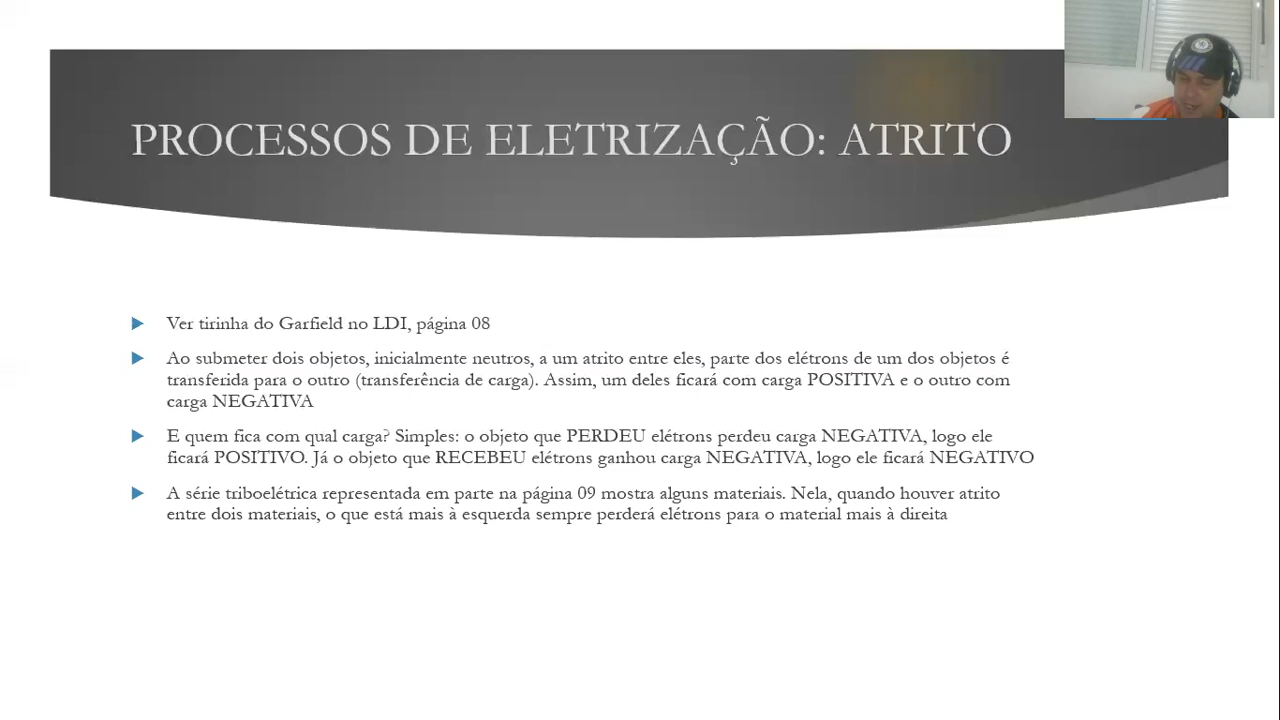 PROCESSOS DE ELETRIZAÇÃO: ATRITO
Ver tirinha do Garfield no LDI, página 08
Ao submeter dois objetos, inicialmente neutros, a um atrito entre eles, parte dos elétrons de um dos objetos é
transferida para o outro (transferência de carga). Assim, um deles ficará com carga POSITIVA e o outro com
carga NEGATIVA
E quem fica com qual carga? Simples: o objeto que PERDEU elétrons perdeu carga NEGATIVA, logo ele
ficará POSITIVO. Já o objeto que RECEBEU elétrons ganhou carga NEGATIVA, logo ele ficará NEGATIVO
A série triboelétrica representada em parte na página 09 mostra alguns materiais. Nela, quando houver atrito
entre dois materiais, o que está mais à esquerda sempre perderá elétrons para o material mais à direita